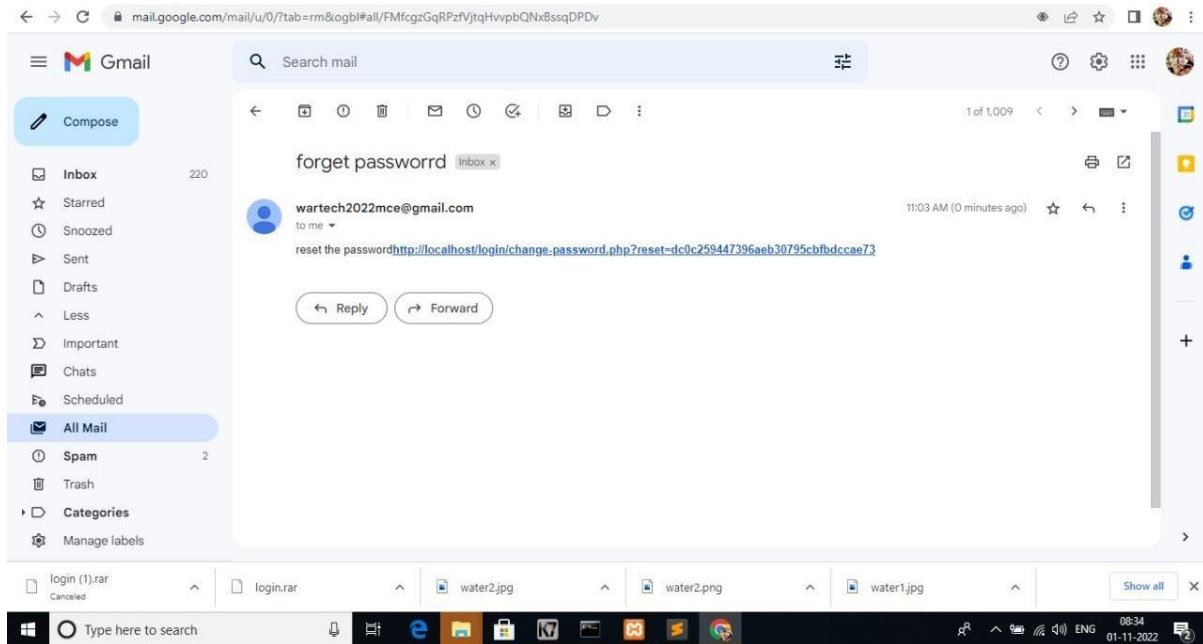 mail.google.com/mail/u/0/?tab=rm&ogbl#all/FMfcgzGqRPzfVjtqHvvpbQNxBssqDPDv
Gmail
Search mail
Compose
1 of 1,009
forget passworrd Inbox x
Inbox 220
Starred
wartech2022mce@gmail.com 11:03 AM (0 minutes ago)
to me
Snoozed
reset the passwordhttp://localhost/login/change-password.php?reset=dc0c259447396aeb30795cbfbdccae73
Sent
Drafts
Reply Forward
Less
Important
Chats
Scheduled
All Mail
Spam 2
Trash
Categories
Manage labels
login (1).rar
Canceled
login.rar
water2.jpg
water2.png
water1.jpg
Show all
Type here to search
ENG
08:34
01-11-2022